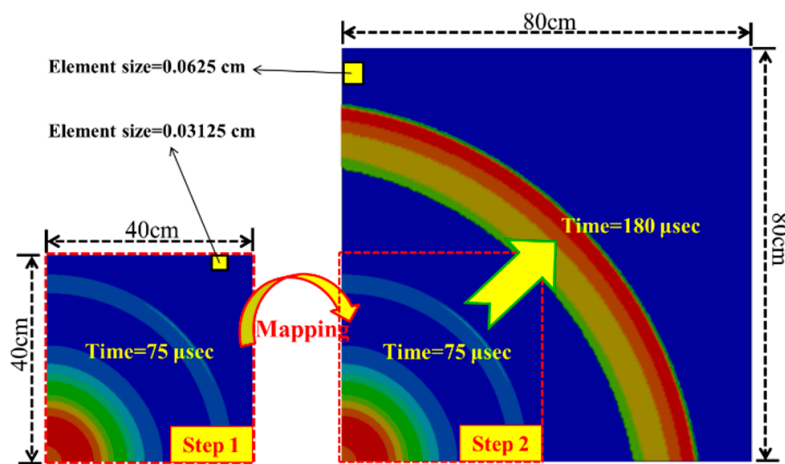 80cm
Element size=0.0625 cm
Element size=0.03125 cm
40cm
Time=180 μsec
80cm
40cm
Time=75 μsec
Mapping
Time=75 μsec
Step 1
Step 2